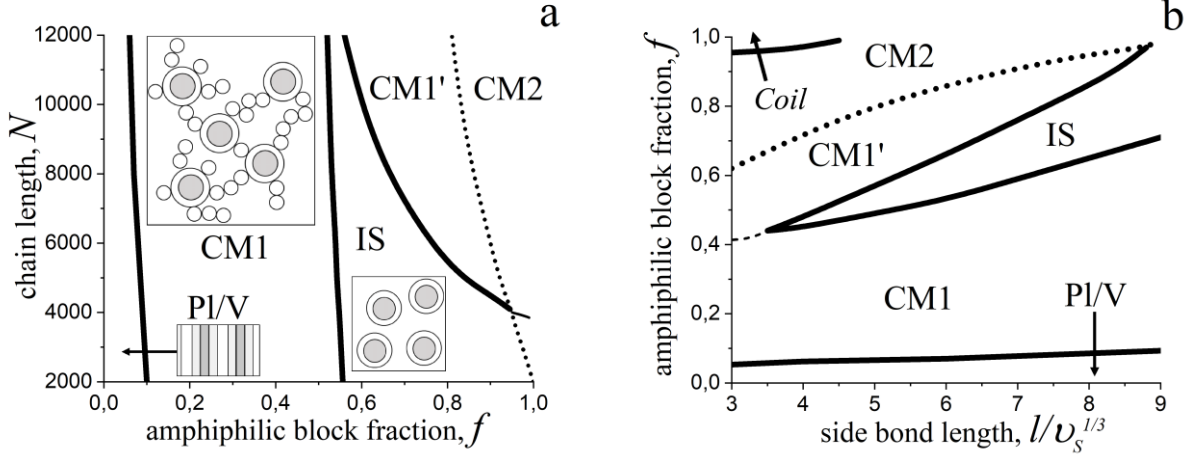 a
chain length, N
12000
10000
8000
6000
4000
2000
CM1'
CM2
CM1
IS
Pl/V
0,0
0,2
0,4
0,6
0,8
1,0
amphiphilic block fraction, f
b
amphiphilic block fraction, f
1,0
0,8
0,6
0,4
0,2
0,0
CM2
Coil
CM1'
IS
CM1
Pl/V
3
4
5
6
7
8
9
side bond length, l/υ_S^{1/3}